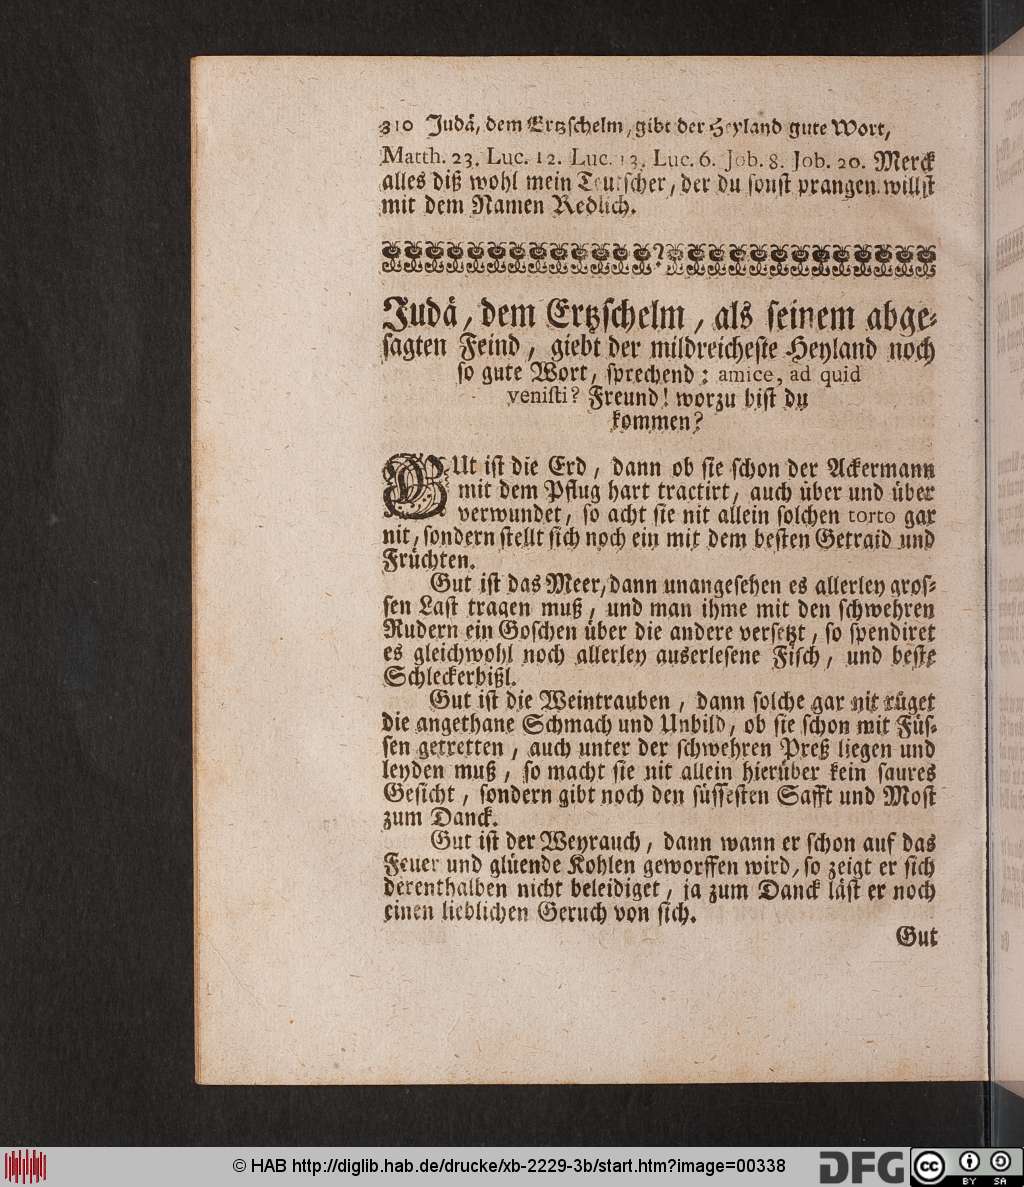 310 Judä, dem Ertzschelm, gibt der Heyland gute Wort,
Matth. 23. Luc. 12. Luc. 13. Luc. 6. Job. 8. Job. 20. Merck
alles diß wohl mein Teutscher, der du sonst prangen willst
mit dem Namen Redlich.
Judä, dem Ertzschelm, als seinem abge-
sagten Feind, giebt der mildreicheste Heyland noch
so gute Wort, sprechend: amice, ad quid
venisti? Freund! worzu bist du
kommen?
GUt ist die Erd, dann ob sie schon der Ackermann
mit dem Pflug hart tractirt, auch über und über
verwundet, so acht sie nit allein solchen torto gar
nit, sondern stellt sich noch ein mit dem besten Getraid und
Früchten.
Gut ist das Meer, dann unangesehen es allerley gros-
sen Last tragen muß, und man ihme mit den schwehren
Rudern ein Goschen über die andere versetzt, so spendiret
es gleichwohl noch allerley auserlesene Fisch, und beste
Schleckerbißl.
Gut ist die Weintrauben, dann solche gar nit rüget
die angethane Schmach und Unbild, ob sie schon mit Füs-
sen getretten, auch unter der schwehren Preß liegen und
leyden muß, so macht sie nit allein hierüber kein saures
Gesicht, sondern gibt noch den süssesten Safft und Most
zum Danck.
Gut ist der Weyrauch, dann wann er schon auf das
Feuer und glüende Kohlen geworffen wird, so zeigt er sich
derenthalben nicht beleidiget, ja zum Danck läst er noch
einen lieblichen Geruch von sich.
Gut
© HAB http://diglib.hab.de/drucke/xb-2229-3b/start.htm?image=00338
DFG
cc BY SA